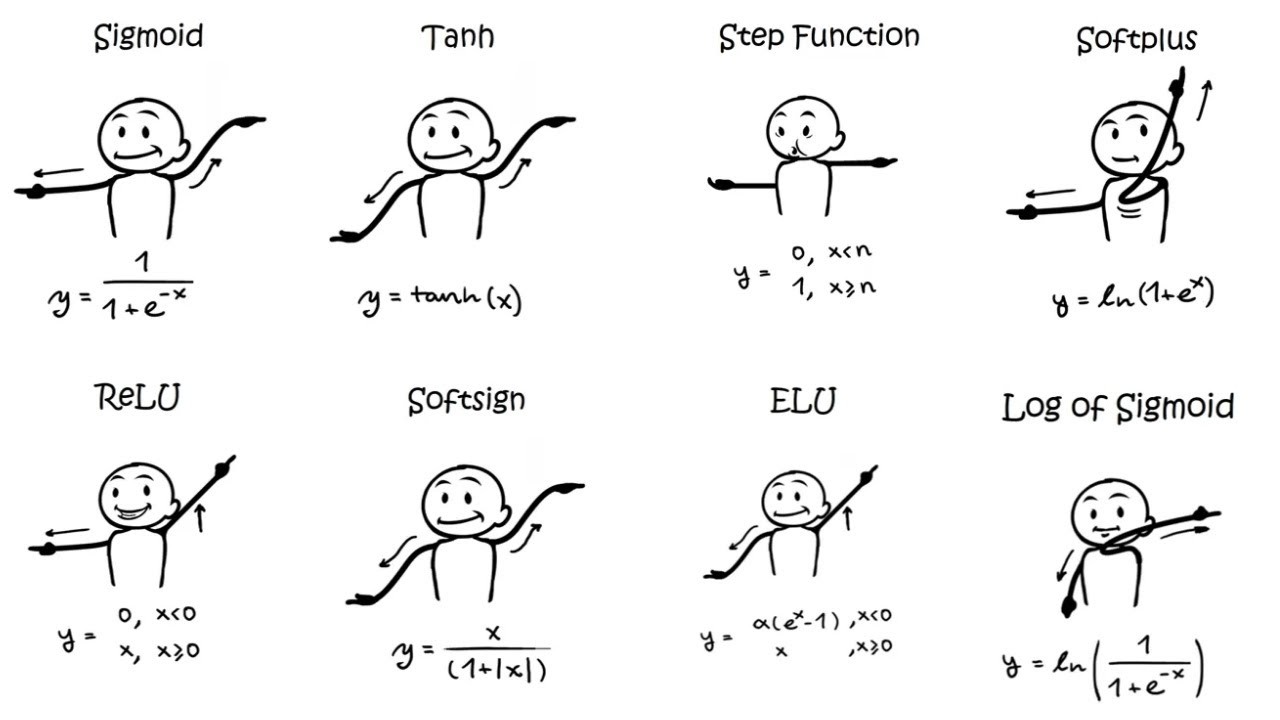 Sigmoid
Tanh
Step Function
Softplus
y = 1 / (1 + e^-x)
y = tanh(x)
y = 0, x<n
1, x⩾n
y = ln(1+e^x)
ReLU
Softsign
ELU
Log of Sigmoid
y = 0, x<0
x, x⩾0
y = x / (1+|x|)
y = α(e^x-1), x<0
x, x⩾0
y = ln(1 / (1+e^-x))